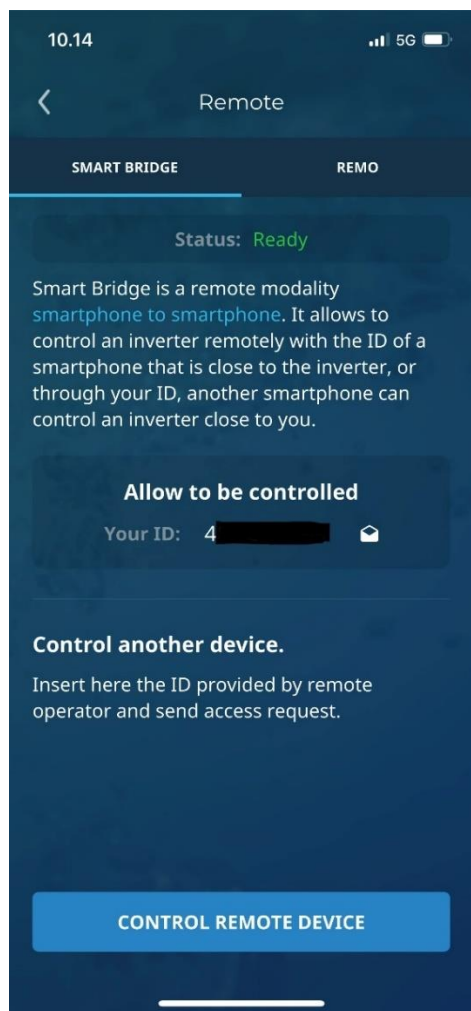 10.14 5G
Remote
SMART BRIDGE REMO
Status: Ready
Smart Bridge is a remote modality
smartphone to smartphone. It allows to
control an inverter remotely with the ID of a
smartphone that is close to the inverter, or
through your ID, another smartphone can
control an inverter close to you.
Allow to be controlled
Your ID: 4
Control another device.
Insert here the ID provided by remote
operator and send access request.
CONTROL REMOTE DEVICE